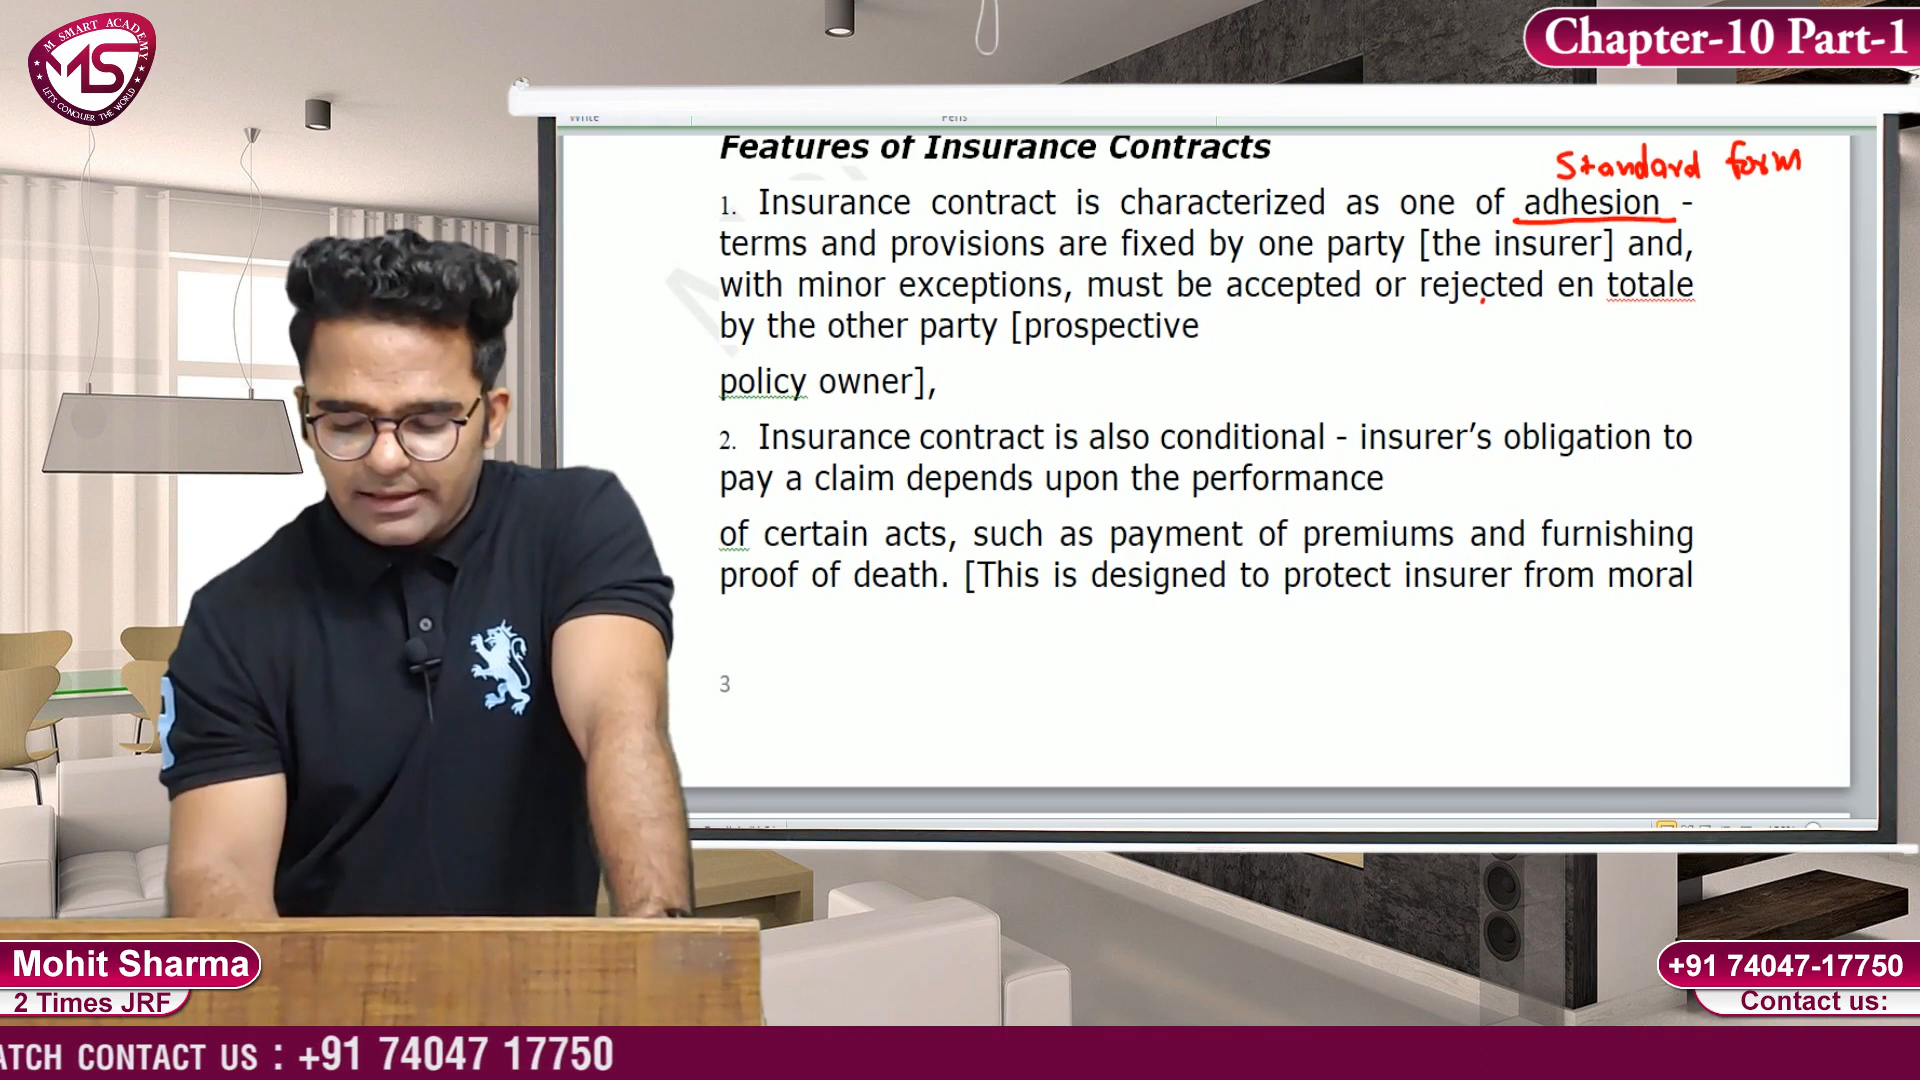 M SMART ACADEMY
MS
LETS CONQUER THE WORLD
Chapter-10 Part-1
Write
Pens
Features of Insurance Contracts
Standard form
1. Insurance contract is characterized as one of adhesion -
terms and provisions are fixed by one party [the insurer] and,
with minor exceptions, must be accepted or rejected en totale
by the other party [prospective
policy owner],
2. Insurance contract is also conditional - insurer’s obligation to
pay a claim depends upon the performance
of certain acts, such as payment of premiums and furnishing
proof of death. [This is designed to protect insurer from moral
3
Mohit Sharma
2 Times JRF
+91 74047-17750
Contact us:
ATCH CONTACT US : +91 74047 17750